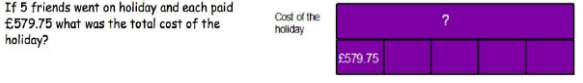 If 5 friends went on holiday and each paid
£579.75 what was the total cost of the
holiday?
Cost of the
holiday
?
£579.75